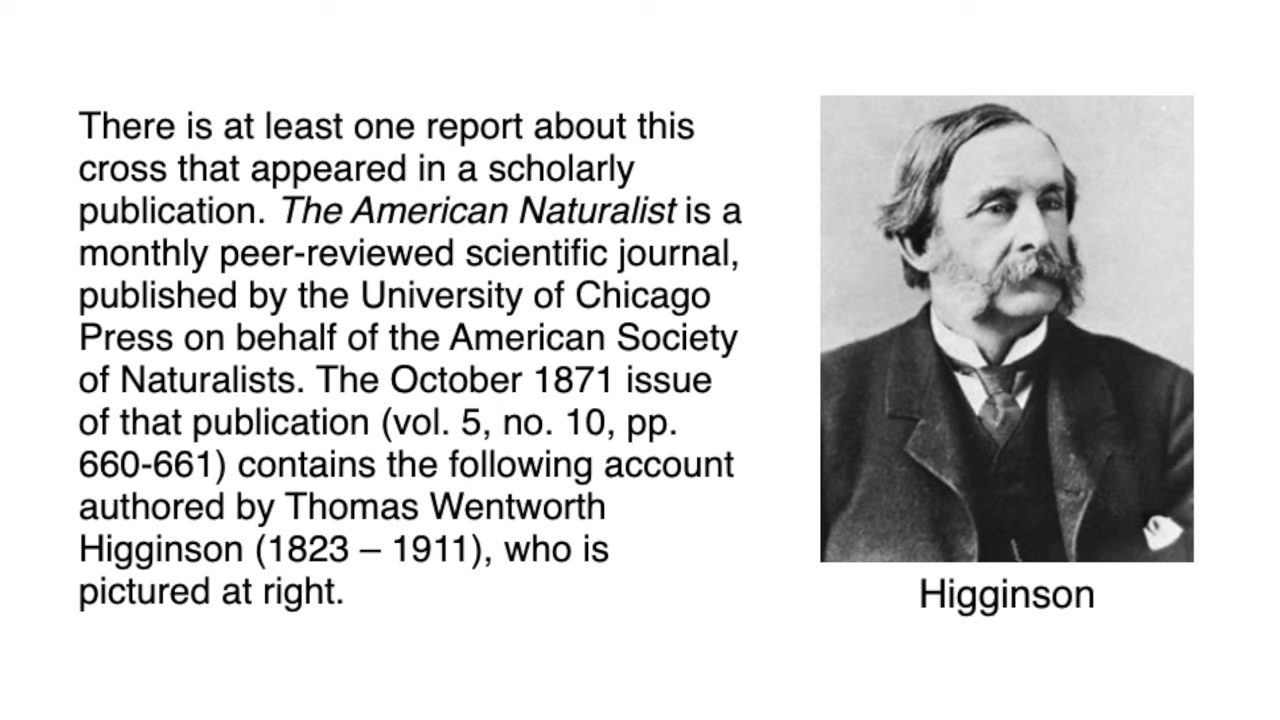 There is at least one report about this
cross that appeared in a scholarly
publication. The American Naturalist is a
monthly peer-reviewed scientific journal,
published by the University of Chicago
Press on behalf of the American Society
of Naturalists. The October 1871 issue
of that publication (vol. 5, no. 10, pp.
660-661) contains the following account
authored by Thomas Wentworth
Higginson (1823 – 1911), who is
pictured at right.
Higginson